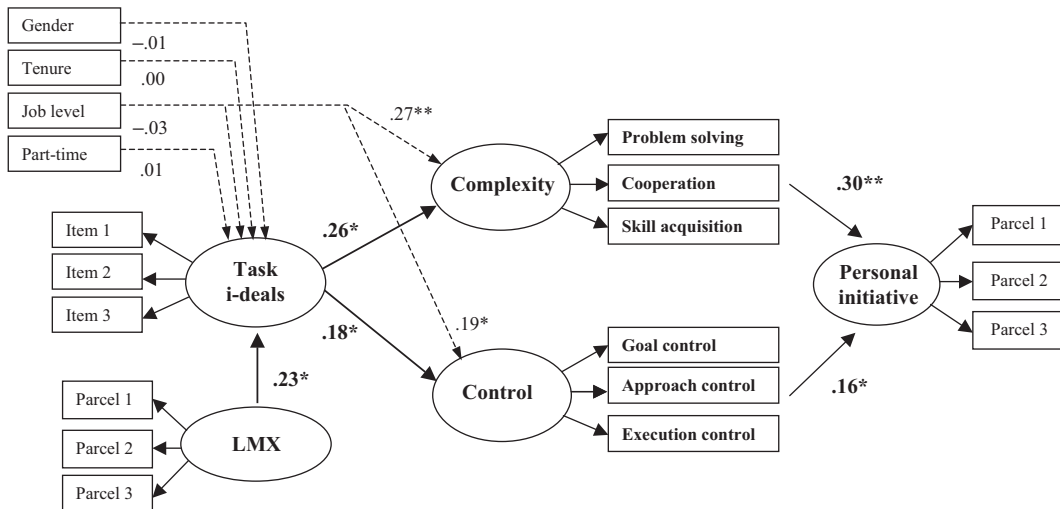 Gender
−.01
Tenure
.00
Job level
−.03
Part-time
.01
.27**
Complexity
Problem solving
Cooperation
Skill acquisition
.30**
Item 1
Item 2
Item 3
Task
i-deals
.26*
.18*
.19*
Personal
initiative
Parcel 1
Parcel 2
Parcel 3
Control
Goal control
Approach control
Execution control
.16*
.23*
LMX
Parcel 1
Parcel 2
Parcel 3